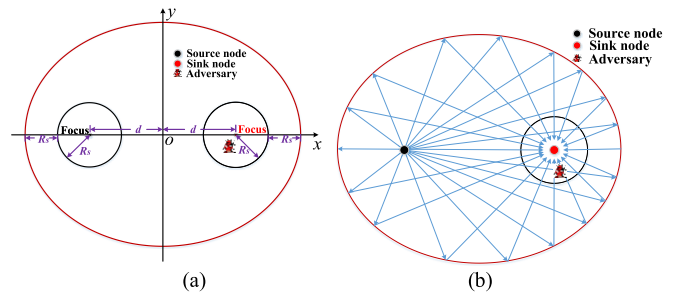 y
Source node
Sink node
Adversary
Focus
d
d
Focus
Rs
Rs
Rs
Rs
O
x
(a)
Source node
Sink node
Adversary
(b)